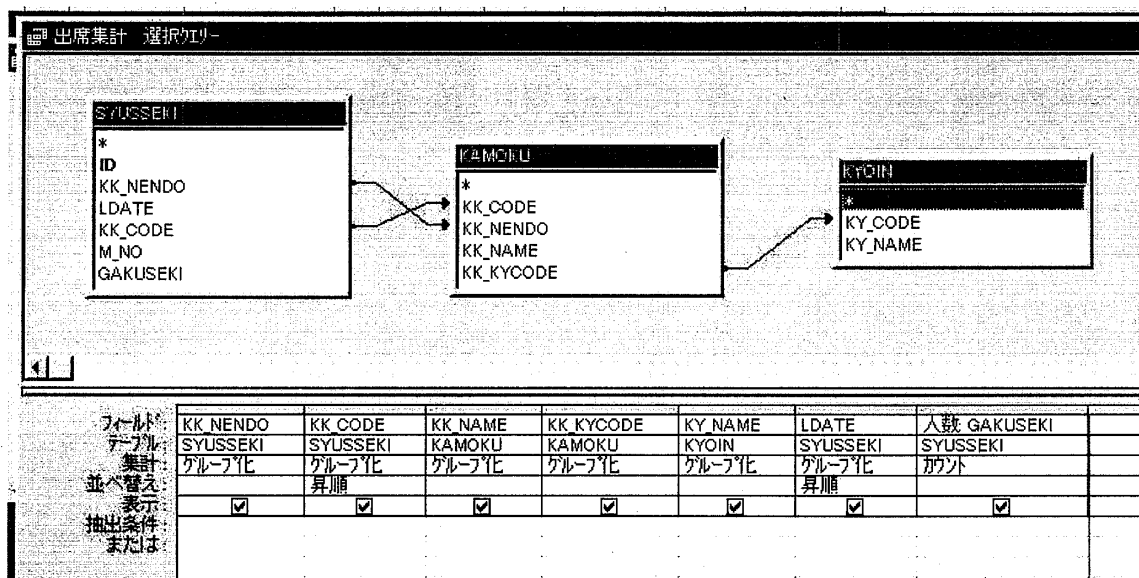 出席集計 選択クエリー
SYUSSEKI
*
ID
KK_NENDO
LDATE
KK_CODE
M_NO
GAKUSEKI
KAMOKU
*
KK_CODE
KK_NENDO
KK_NAME
KK_KYCODE
KYOIN
*
KY_CODE
KY_NAME
フィールド: KK_NENDO KK_CODE KK_NAME KK_KYCODE KY_NAME LDATE 人数: GAKUSEKI
テーブル: SYUSSEKI SYUSSEKI KAMOKU KAMOKU KYOIN SYUSSEKI SYUSSEKI
集計: グループ化 グループ化 グループ化 グループ化 グループ化 グループ化 カウント
並べ替え: 昇順 昇順
表示:
抽出条件:
または: